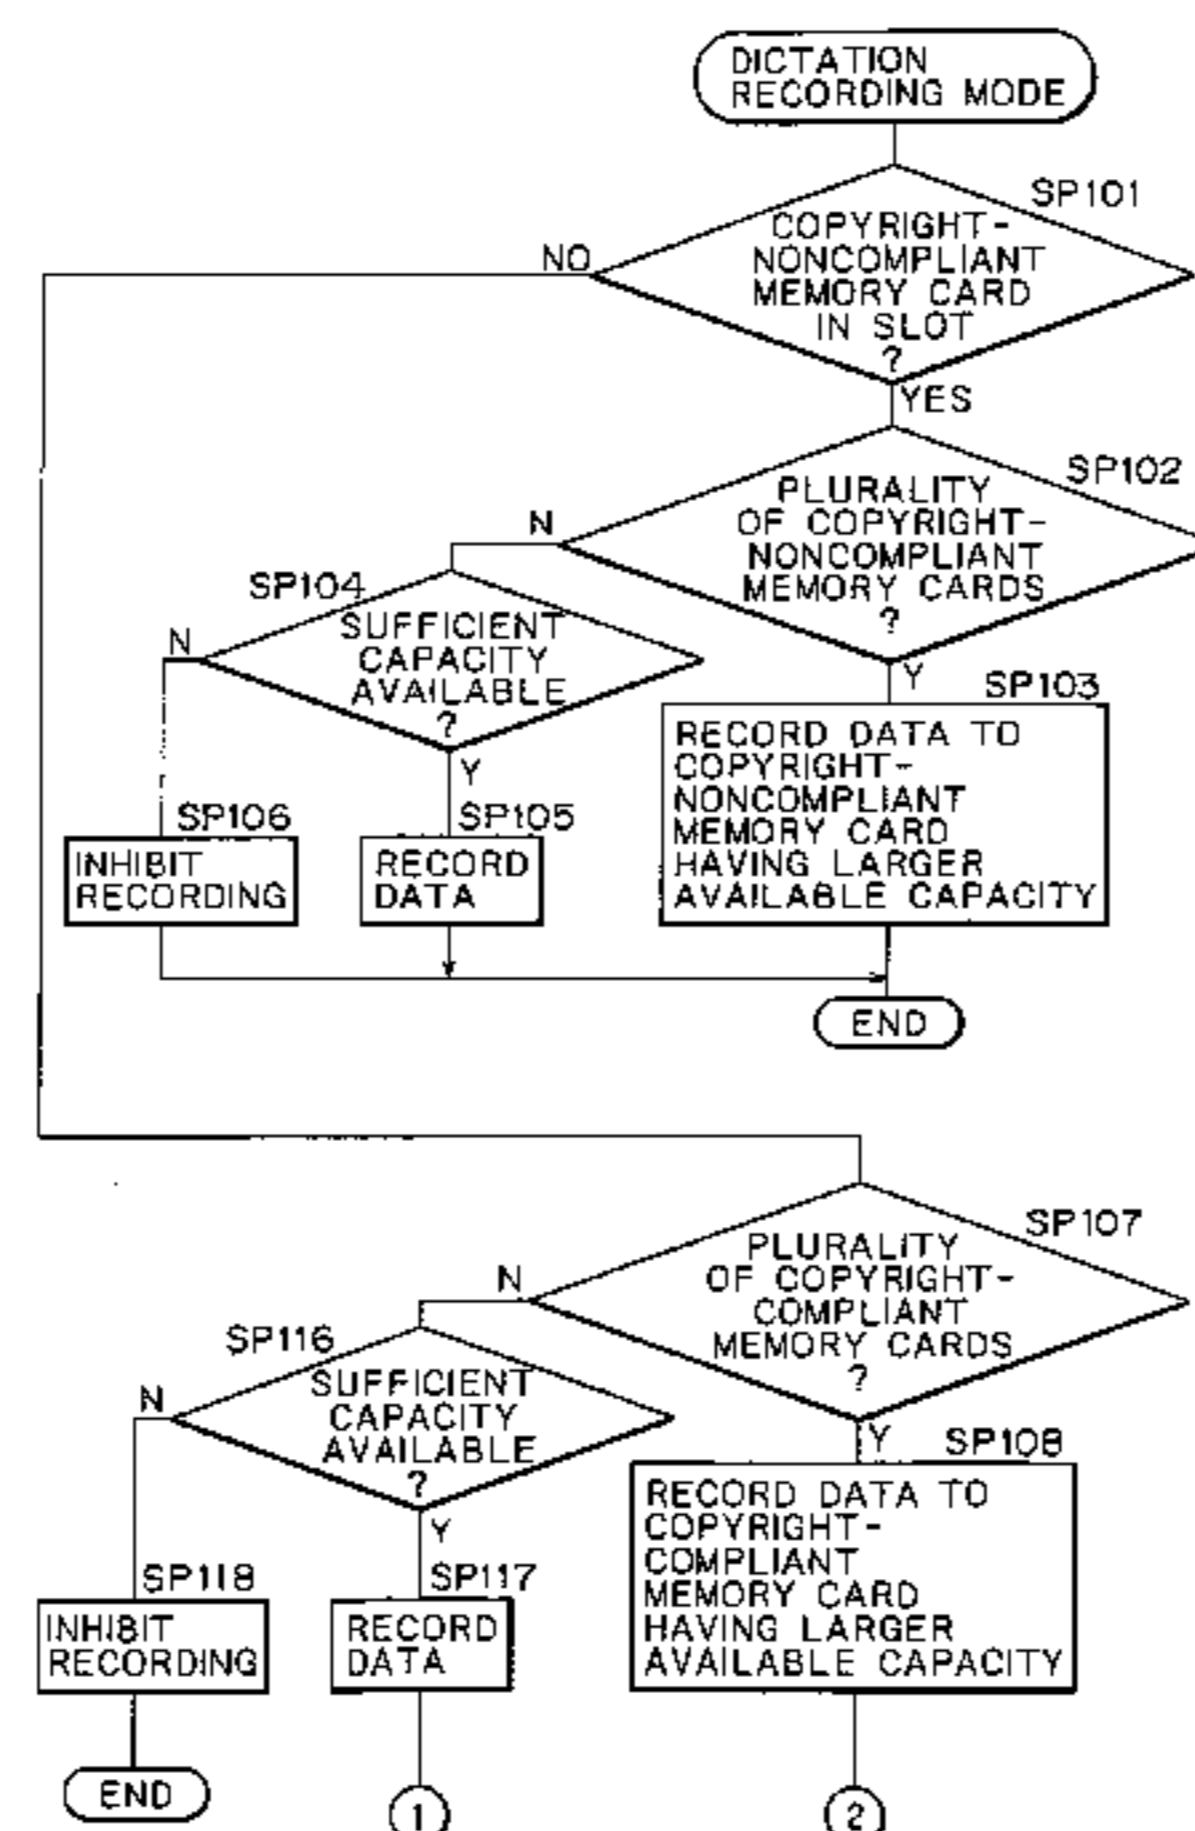 DICTATION
RECORDING MODE
SP101
COPYRIGHT-
NONCOMPLIANT
MEMORY CARD
IN SLOT
?
NO
YES
SP102
PLURALITY
OF COPYRIGHT-
NONCOMPLIANT
MEMORY CARDS
?
N
Y
SP104
SUFFICIENT
CAPACITY
AVAILABLE
?
N
Y
SP103
RECORD DATA TO
COPYRIGHT-
NONCOMPLIANT
MEMORY CARD
HAVING LARGER
AVAILABLE CAPACITY
SP106
INHIBIT
RECORDING
SP105
RECORD
DATA
END
SP107
PLURALITY
OF COPYRIGHT-
COMPLIANT
MEMORY CARDS
?
N
Y
SP116
SUFFICIENT
CAPACITY
AVAILABLE
?
N
Y
SP108
RECORD DATA TO
COPYRIGHT-
COMPLIANT
MEMORY CARD
HAVING LARGER
AVAILABLE CAPACITY
SP118
INHIBIT
RECORDING
SP117
RECORD
DATA
END
1
2